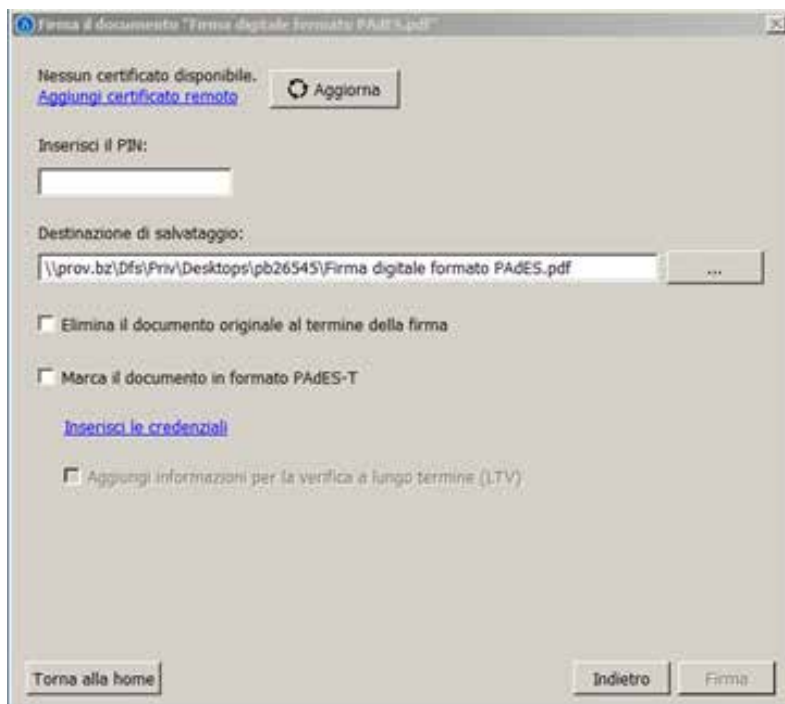 Firma il documento "Firma digitale formato PAdES.pdf"
Nessun certificato disponibile.
Aggiungi certificato remoto
Aggiorna
Inserisci il PIN:
Destinazione di salvataggio:
\\prov.bz\Dfs\Priv\Desktops\pb26545\Firma digitale formato PAdES.pdf
...
Elimina il documento originale al termine della firma
Marca il documento in formato PAdES-T
Inserisci le credenziali
Aggiungi informazioni per la verifica a lungo termine (LTV)
Torna alla home
Indietro
Firma